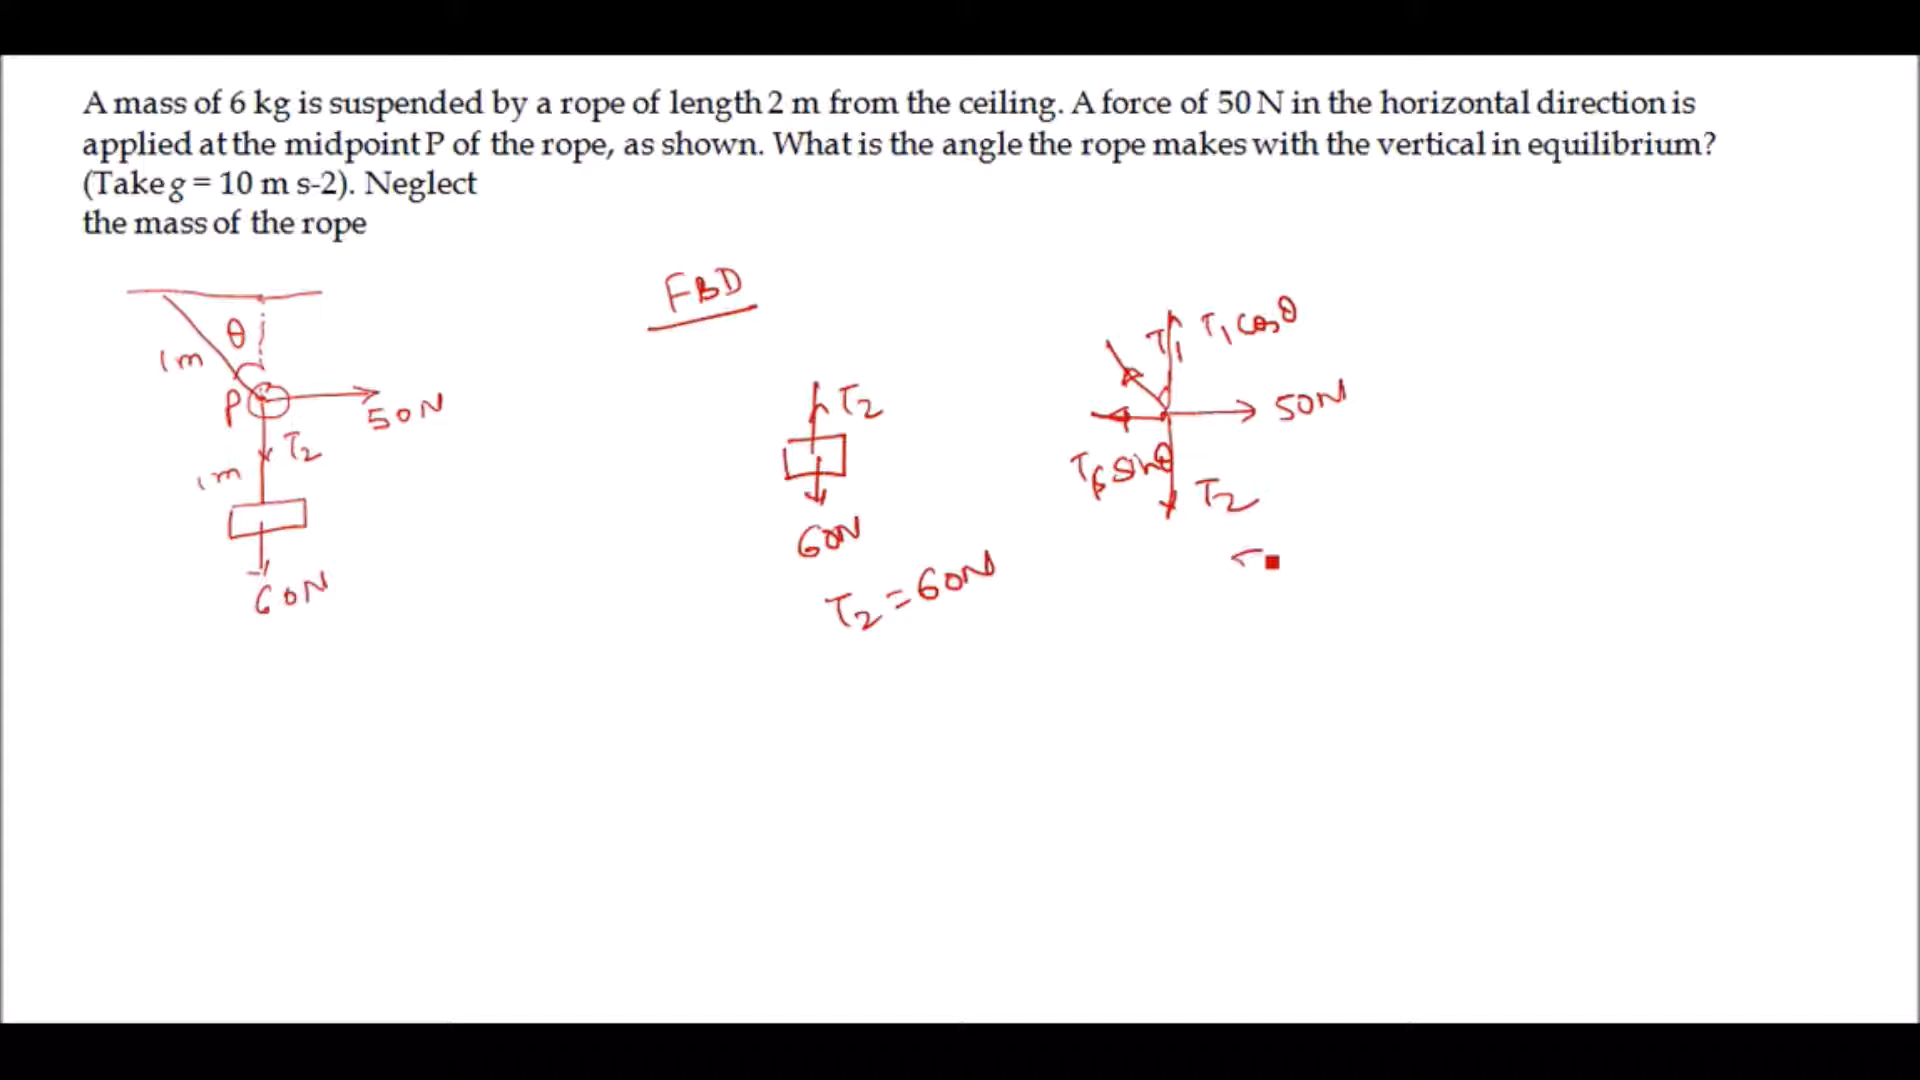 A mass of 6 kg is suspended by a rope of length 2 m from the ceiling. A force of 50 N in the horizontal direction is
applied at the midpoint P of the rope, as shown. What is the angle the rope makes with the vertical in equilibrium?
(Take g = 10 m s-2). Neglect
the mass of the rope
FBD
θ
1m
P
50N
T₂
1m
60N
T₂
60N
T₂ = 60N
T₁
T₁ cosθ
50N
sinθ
T₂